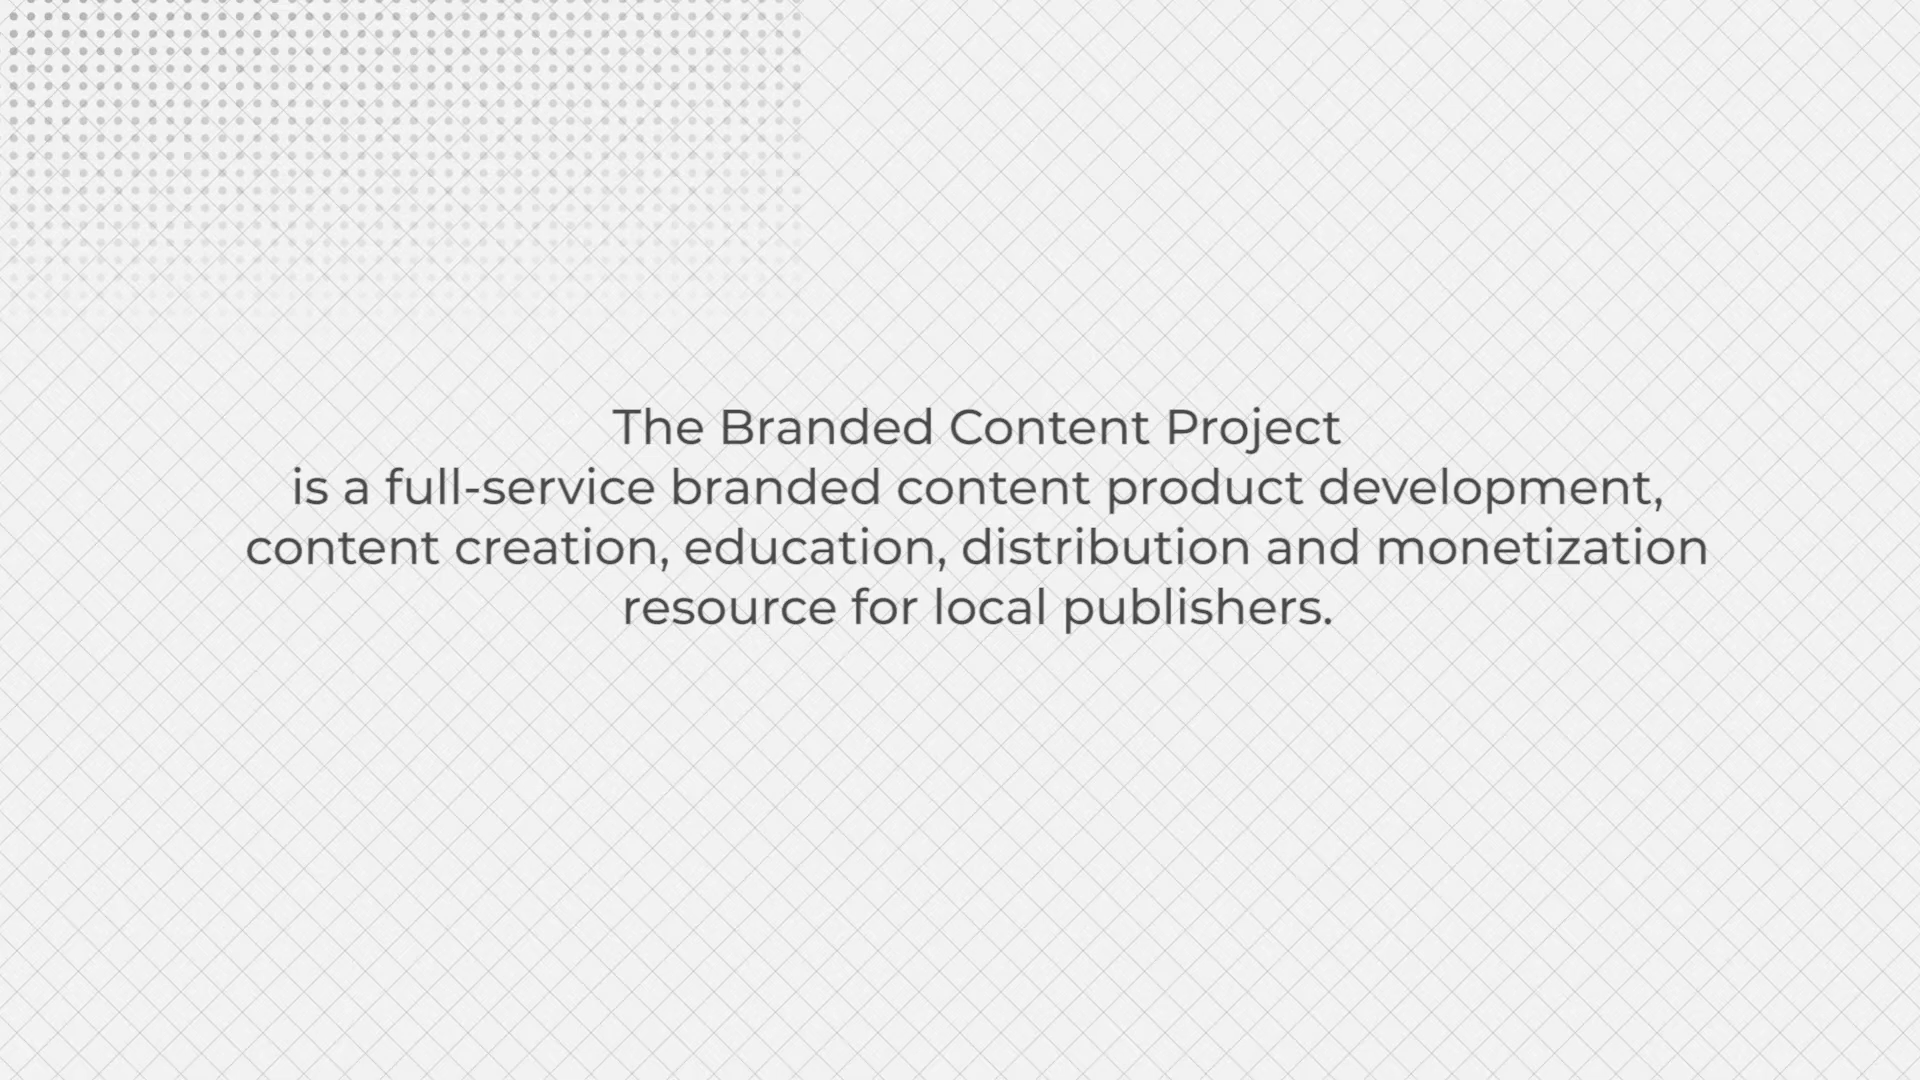 The Branded Content Project
is a full-service branded content product development,
content creation, education, distribution and monetization
resource for local publishers.